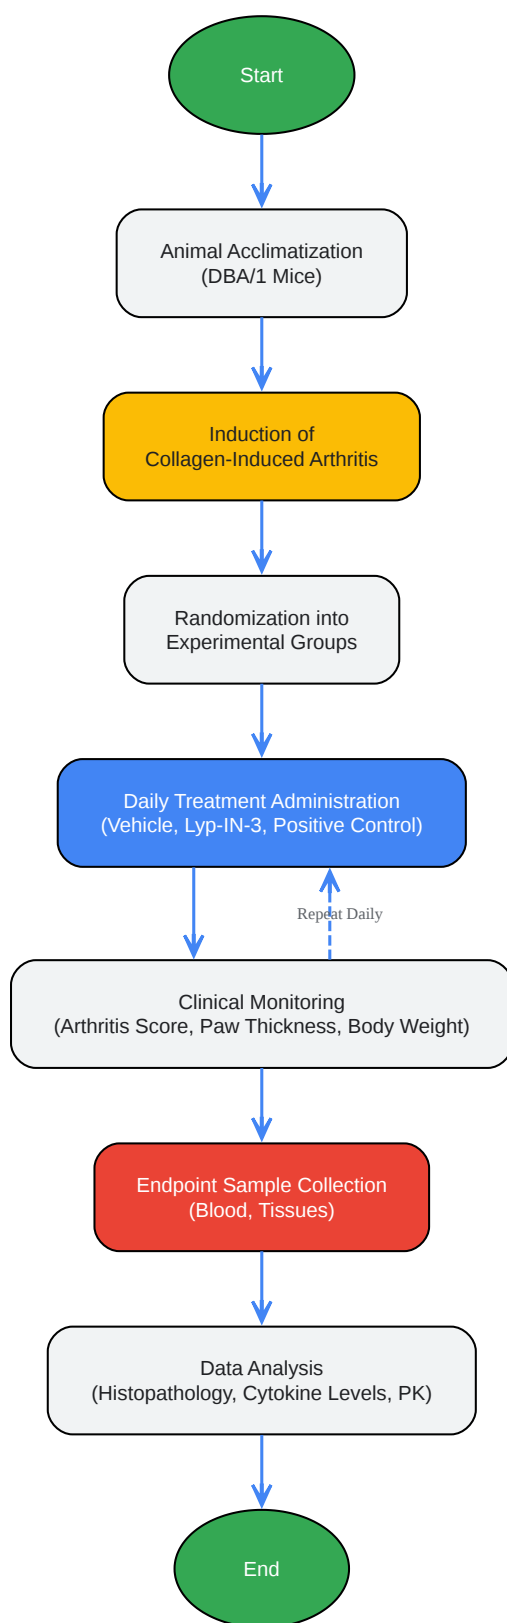 Start
Animal Acclimatization
(DBA/1 Mice)
Induction of
Collagen-Induced Arthritis
Randomization into
Experimental Groups
Daily Treatment Administration
(Vehicle, Lyp-IN-3, Positive Control)
Repeat Daily
Clinical Monitoring
(Arthritis Score, Paw Thickness, Body Weight)
Endpoint Sample Collection
(Blood, Tissues)
Data Analysis
(Histopathology, Cytokine Levels, PK)
End